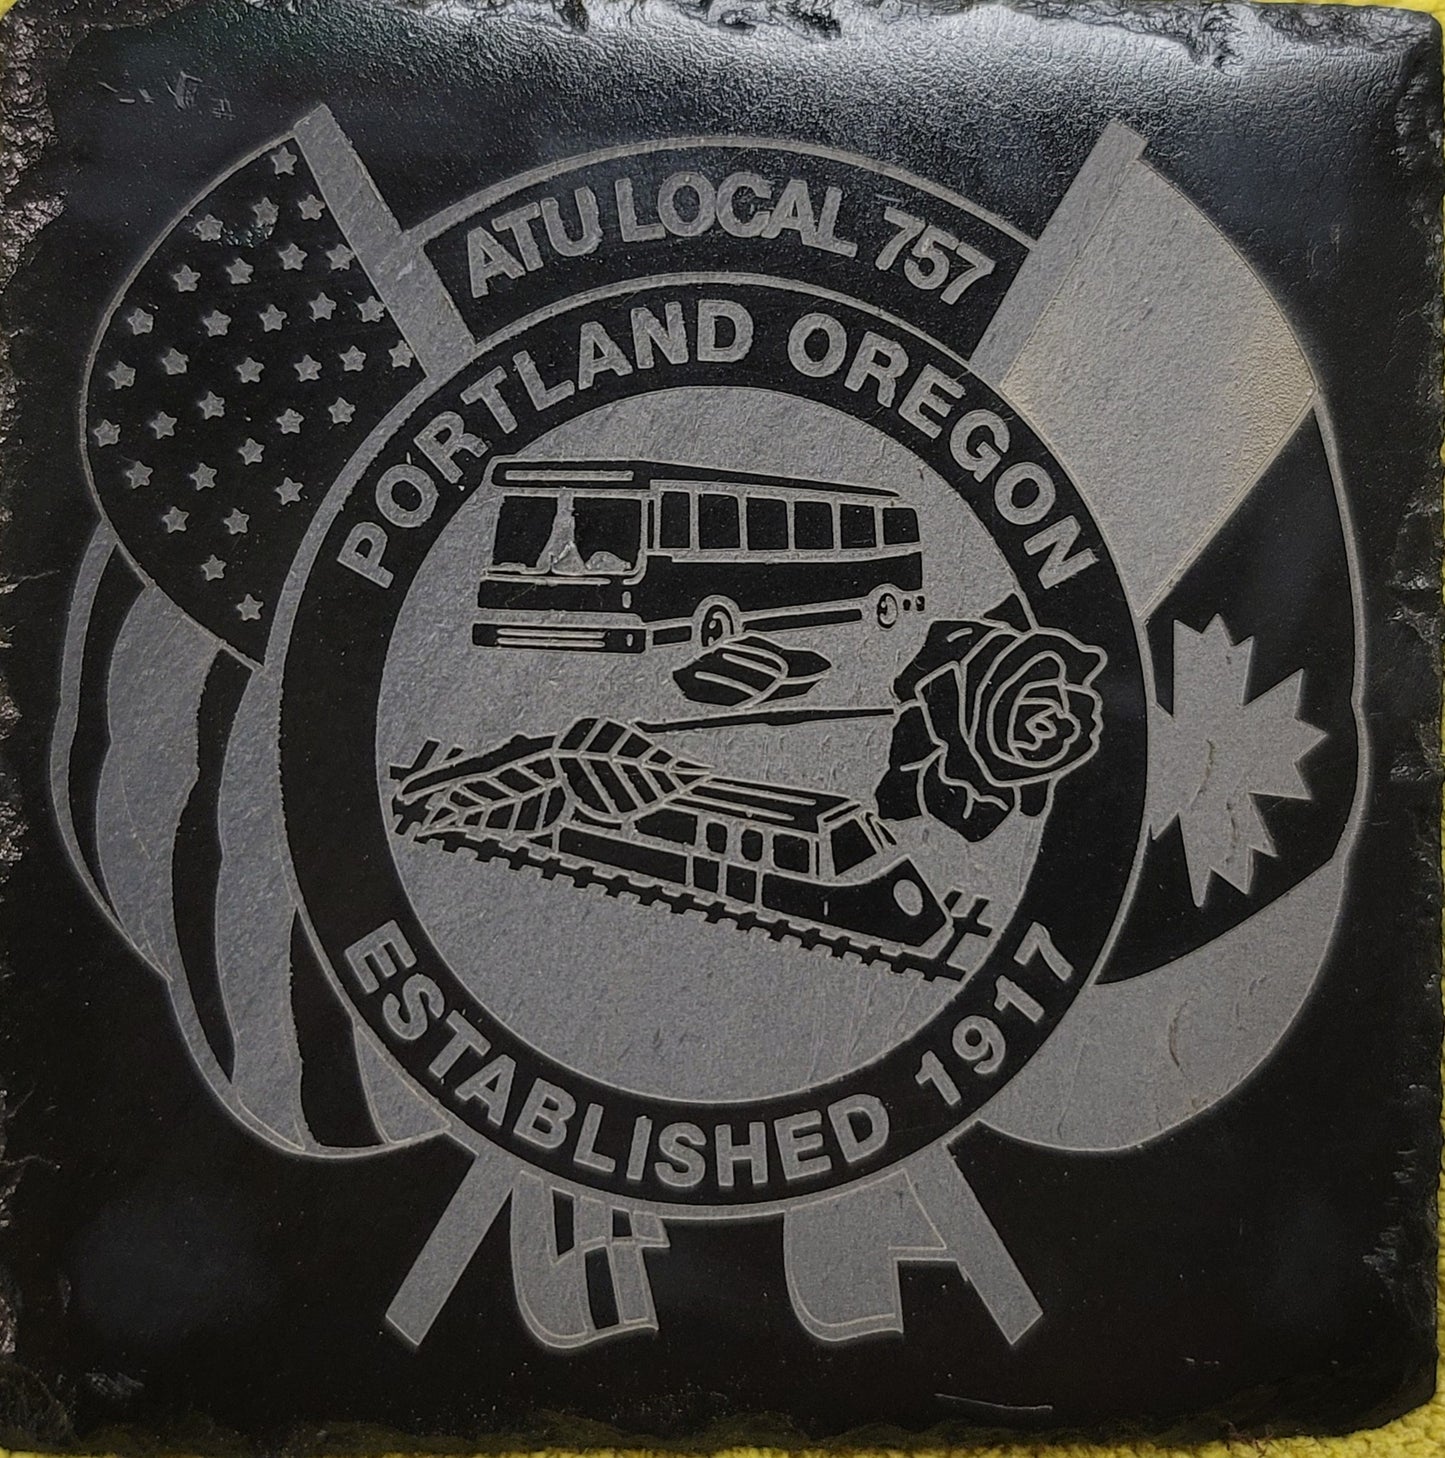 ATU LOCAL 757
PORTLAND OREGON
ESTABLISHED 1917